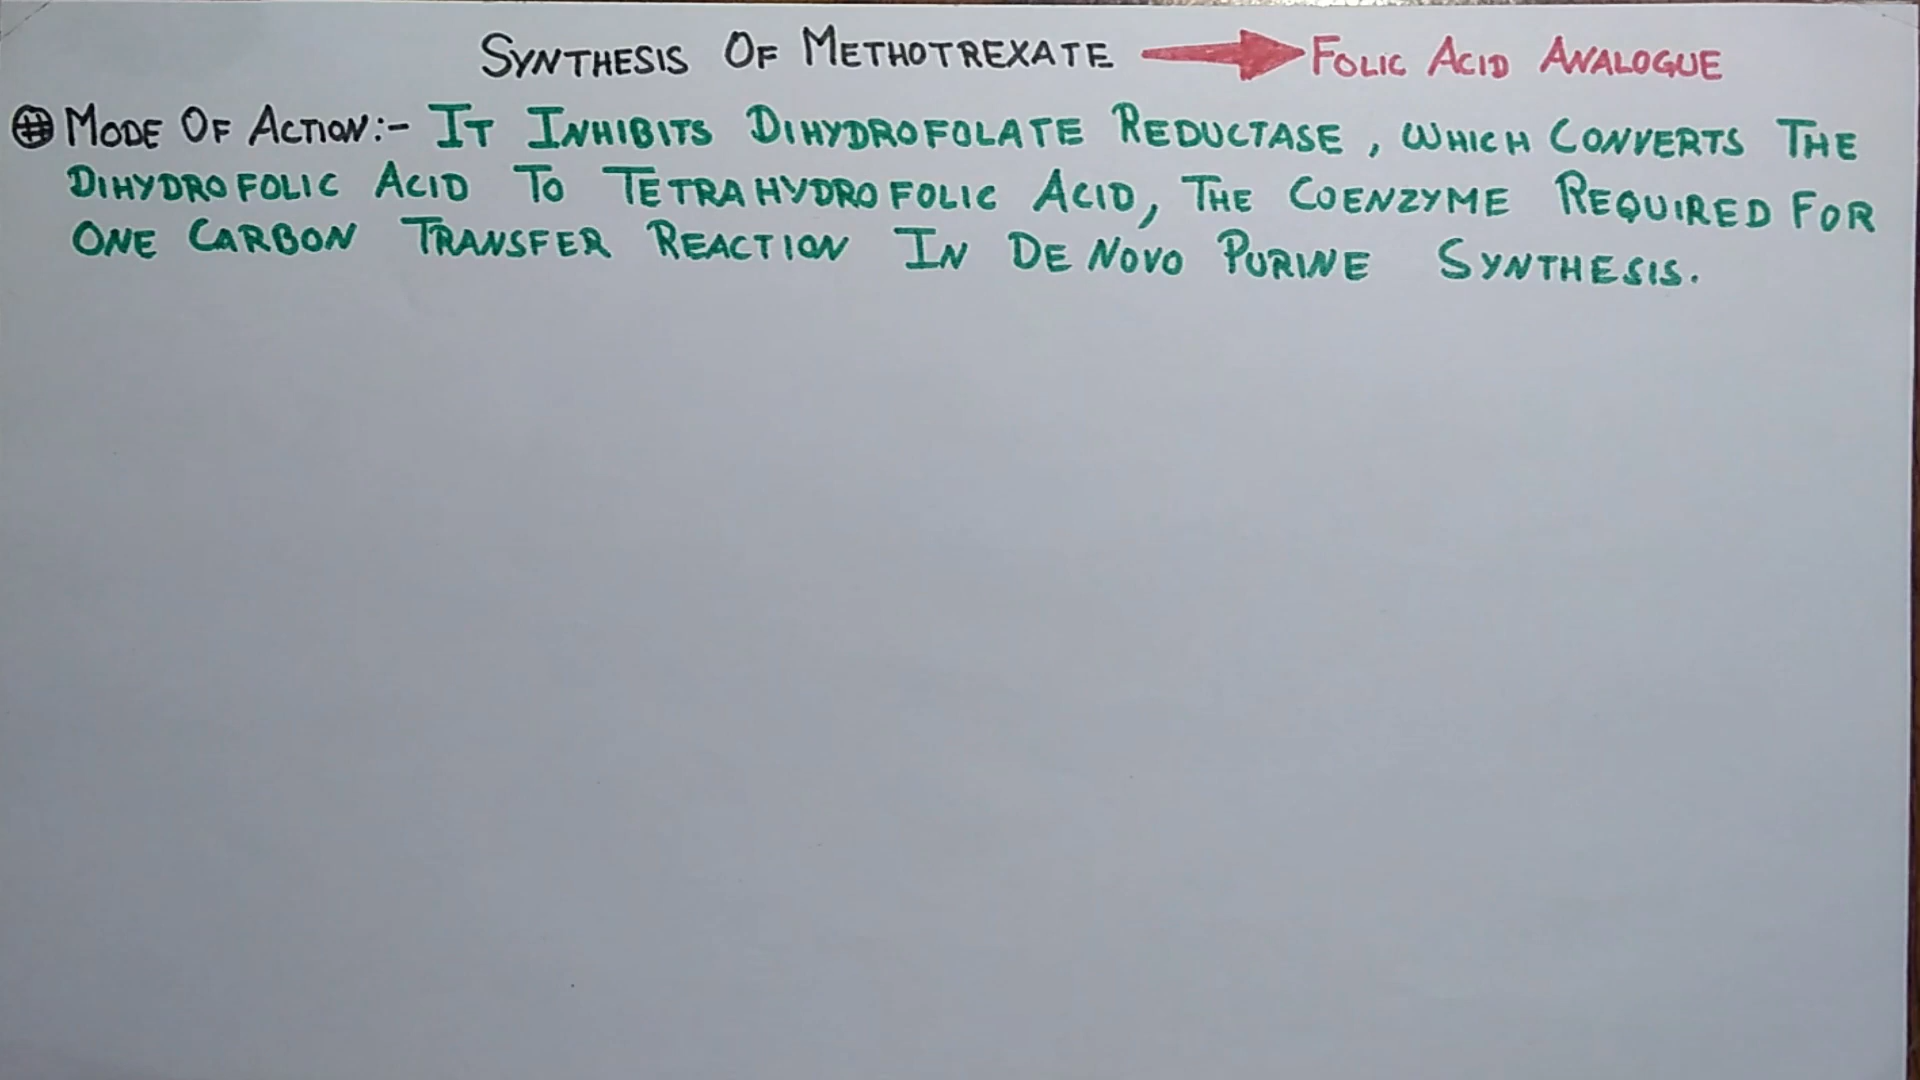 SYNTHESIS OF METHOTREXATE → FOLIC ACID ANALOGUE
MODE OF ACTION:- IT INHIBITS DIHYDROFOLATE REDUCTASE, WHICH CONVERTS THE
DIHYDROFOLIC ACID TO TETRAHYDROFOLIC ACID, THE COENZYME REQUIRED FOR
ONE CARBON TRANSFER REACTION IN DE NOVO PURINE SYNTHESIS.